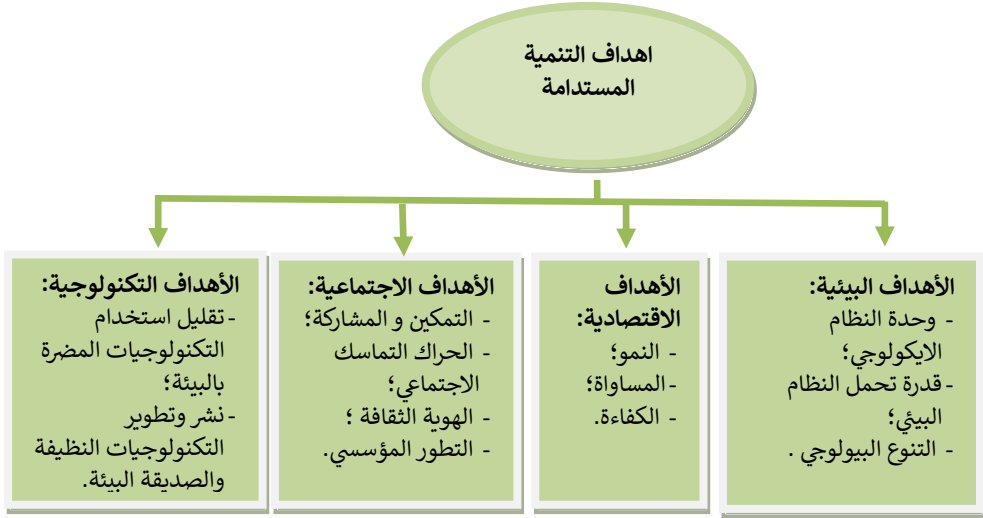 اهداف التنمية
المستدامة
الأهداف البيئية:
- وحدة النظام
الايكولوجي؛
-قدرة تحمل النظام
البيئي؛
- التنوع البيولوجي .
الأهداف
الاقتصادية:
- النمو؛
-المساواة؛
- الكفاءة.
الأهداف الاجتماعية:
- التمكين و المشاركة؛
- الحراك التماسك
الاجتماعي؛
- الهوية الثقافة ؛
- التطور المؤسسي.
الأهداف التكنولوجية:
-تقليل استخدام
التكنولوجيات المضرة
بالبيئة؛
-نشر وتطوير
التكنولوجيات النظيفة
والصديقة البيئة.